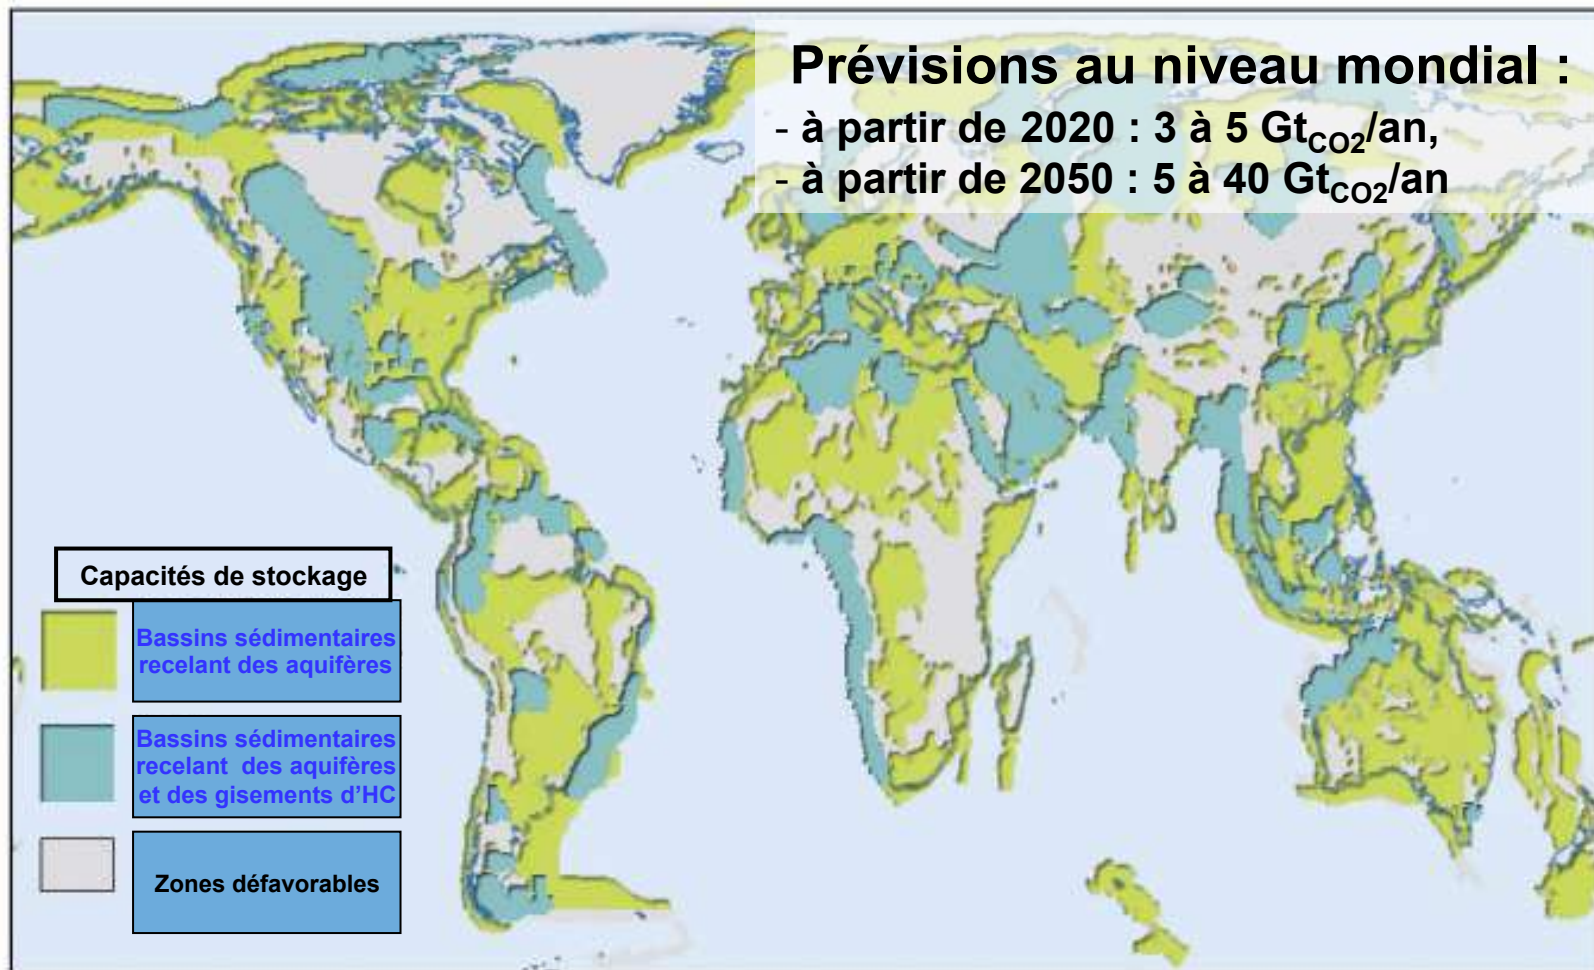 Prévisions au niveau mondial :
- à partir de 2020 : 3 à 5 GtCO2/an,
- à partir de 2050 : 5 à 40 GtCO2/an
Capacités de stockage
Bassins sédimentaires
recelant des aquifères
Bassins sédimentaires
recelant des aquifères
et des gisements d'HC
Zones défavorables